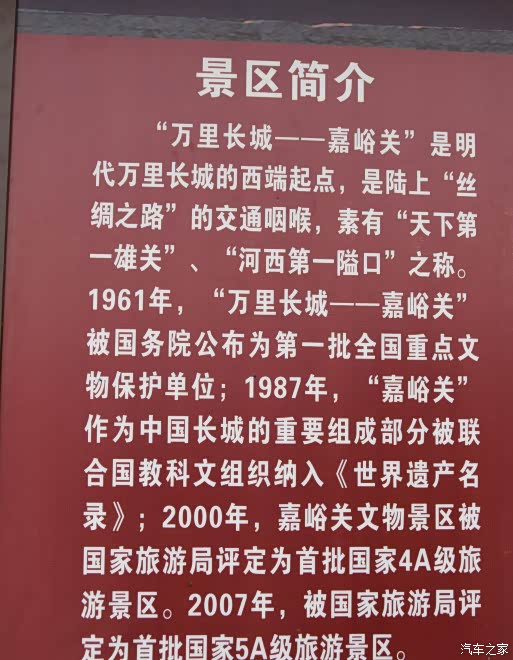 景区简介
“万里长城——嘉峪关”是明
代万里长城的西端起点，是陆上“丝
绸之路”的交通咽喉，素有“天下第
一雄关”、“河西第一隘口”之称。
1961年，“万里长城——嘉峪关”
被国务院公布为第一批全国重点文
物保护单位；1987年，“嘉峪关”
作为中国长城的重要组成部分被联
合国教科文组织纳入《世界遗产名
录》；2000年，嘉峪关文物景区被
国家旅游局评定为首批国家4A级旅
游景区。2007年，被国家旅游局评
定为首批国家5A级旅游景区。
汽车之家